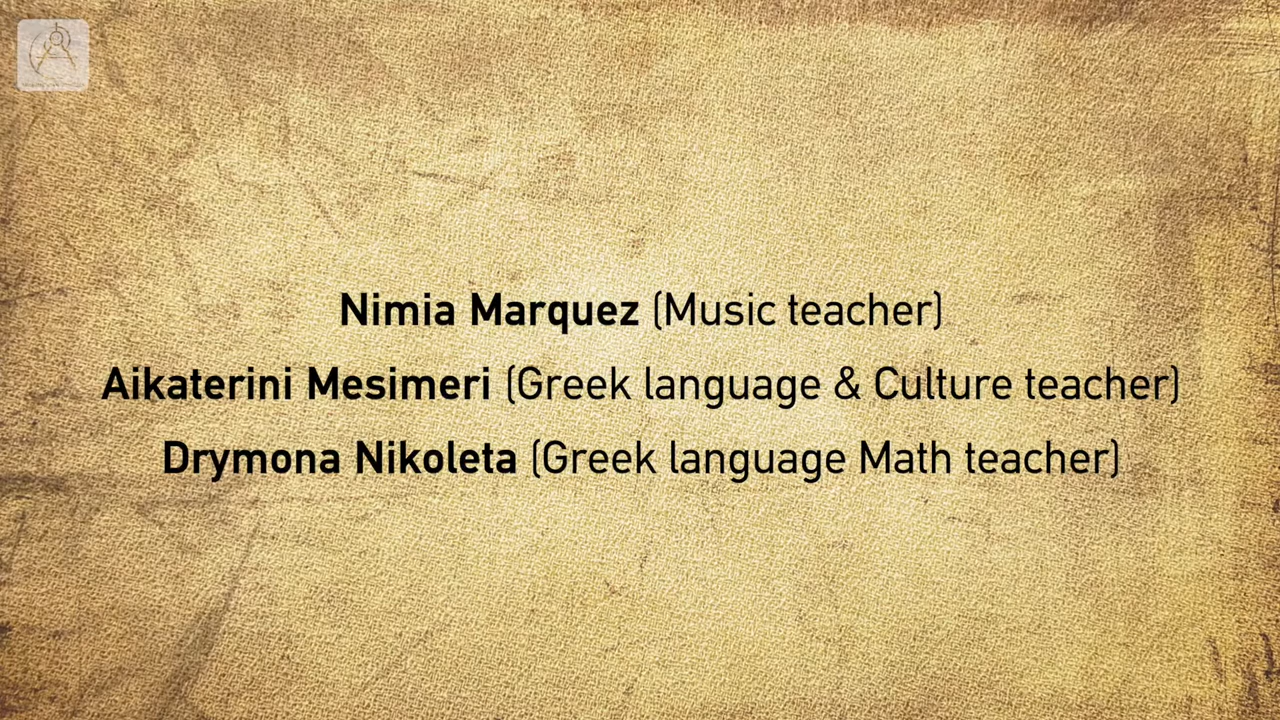 Nimia Marquez (Music teacher)
Aikaterini Mesimeri (Greek language & Culture teacher)
Drymona Nikoleta (Greek language Math teacher)